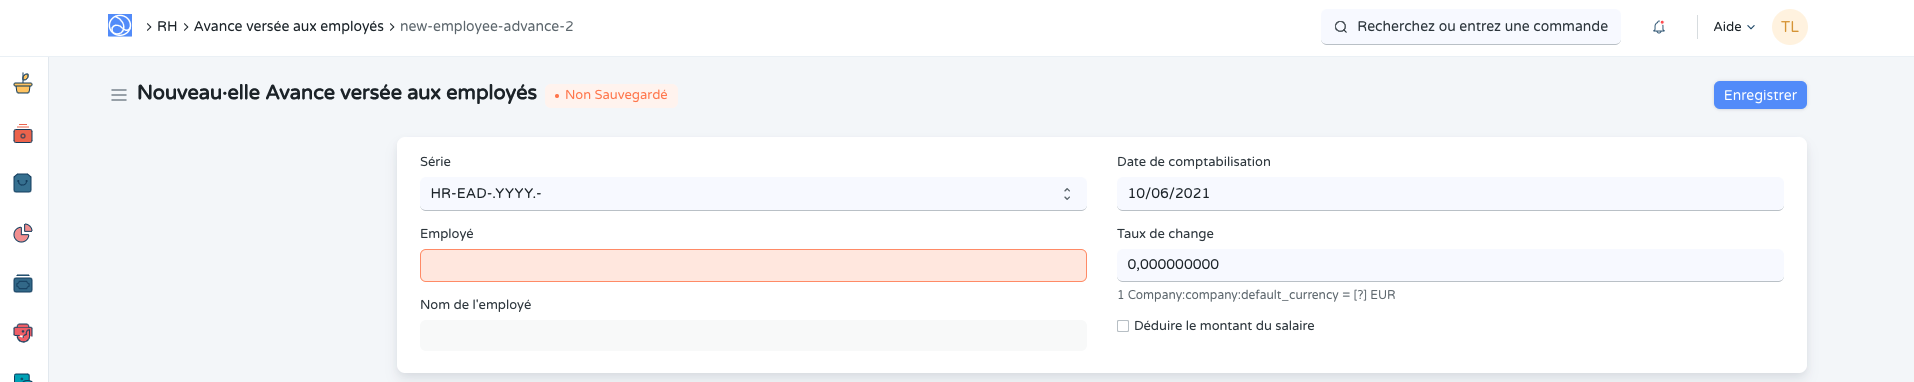 RH > Avance versée aux employés > new-employee-advance-2
Recherchez ou entrez une commande
Aide
TL
Nouveau·elle Avance versée aux employés
Non Sauvegardé
Enregistrer
Série
HR-EAD-.YYYY.-
Employé
Nom de l'employé
Date de comptabilisation
10/06/2021
Taux de change
0,000000000
1 Company:company:default_currency = [?] EUR
Déduire le montant du salaire